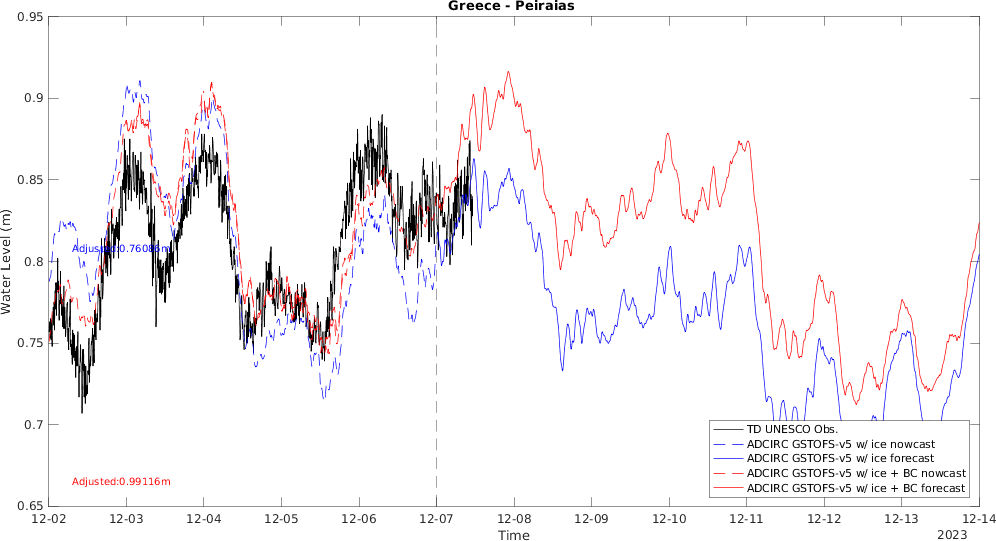 Greece - Peiraias
0.95
0.9
0.85
0.8
0.75
0.7
0.65
Water Level (m)
Adjusted:0.76086m
Adjusted:0.99116m
TD UNESCO Obs.
ADCIRC GSTOFS-v5 w/ ice nowcast
ADCIRC GSTOFS-v5 w/ ice forecast
ADCIRC GSTOFS-v5 w/ ice + BC nowcast
ADCIRC GSTOFS-v5 w/ ice + BC forecast
12-02 12-03 12-04 12-05 12-06 12-07 12-08 12-09 12-10 12-11 12-12 12-13 12-14
Time
2023